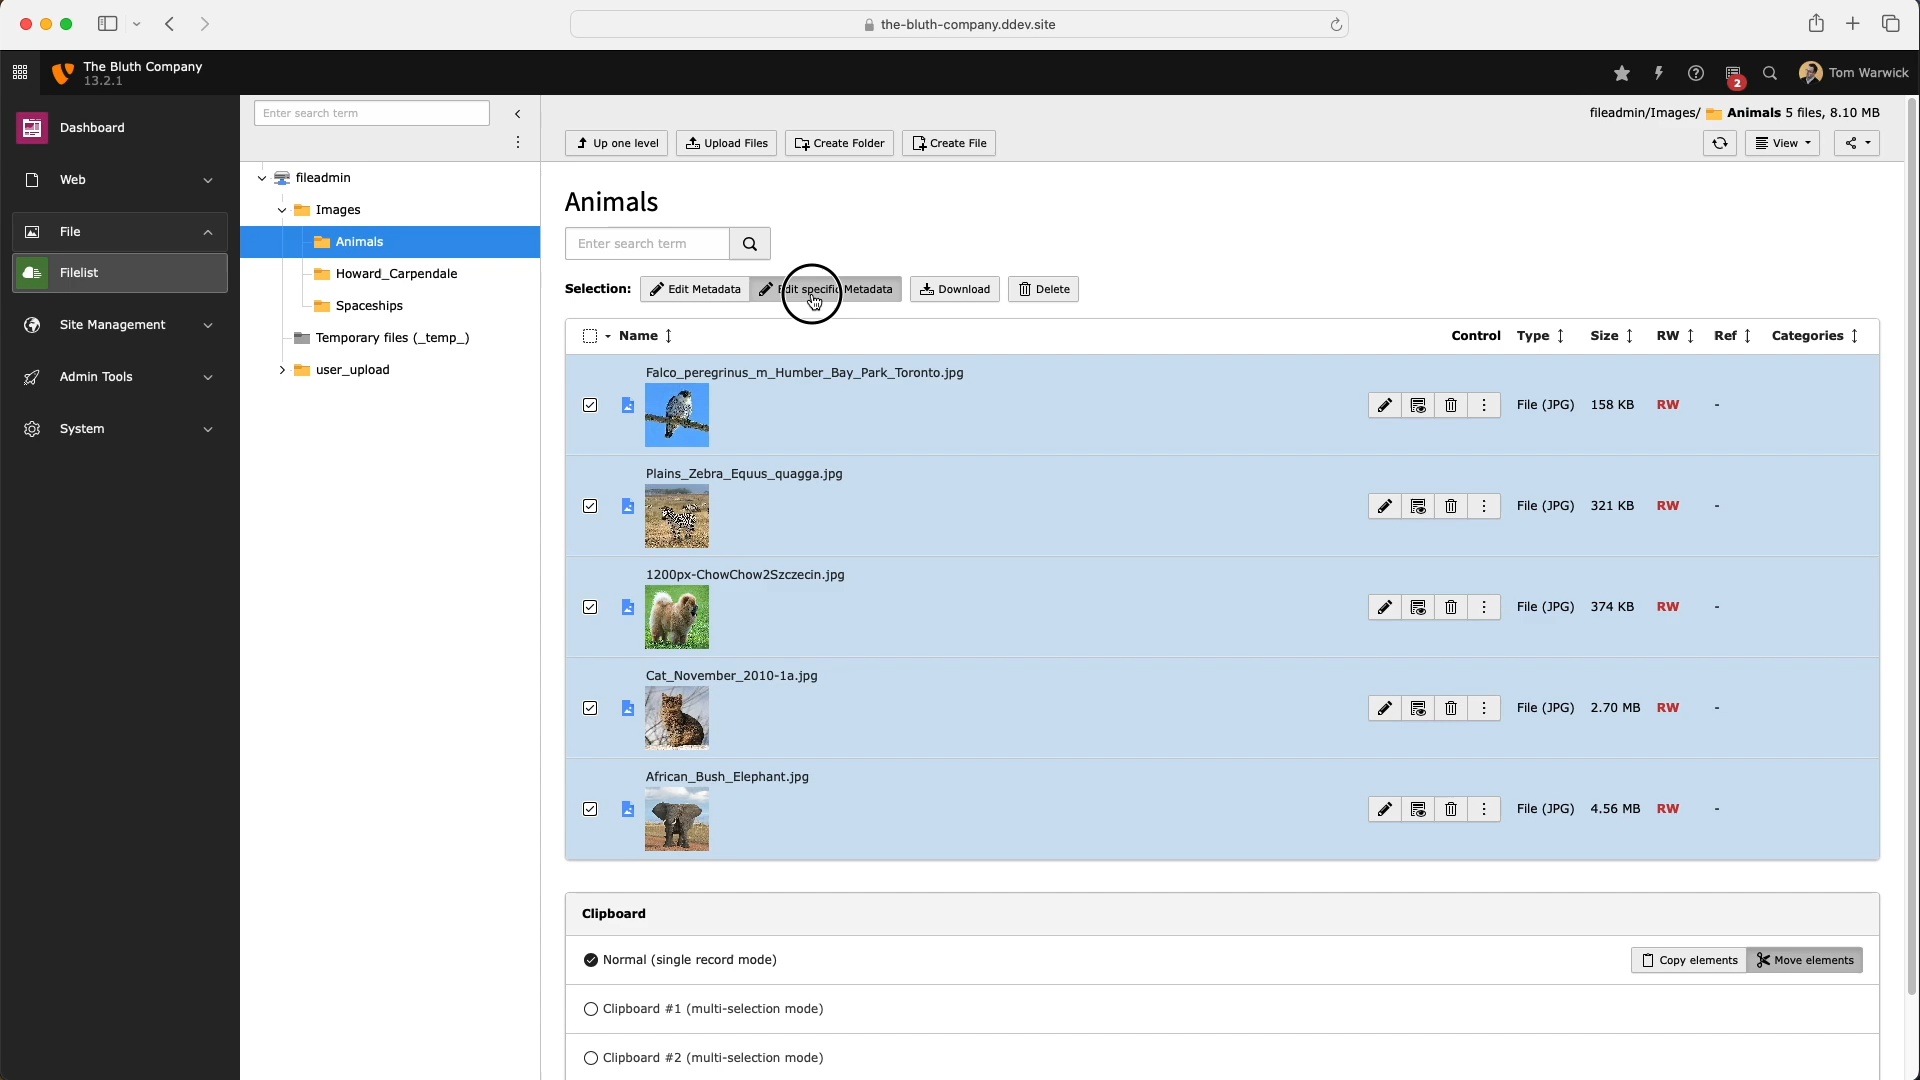 the-bluth-company.ddev.site
The Bluth Company
13.2.1
2
Tom Warwick
Dashboard
Web
File
Filelist
Site Management
Admin Tools
System
Enter search term
fileadmin
Images
Animals
Howard_Carpendale
Spaceships
Temporary files (_temp_)
user_upload
fileadmin/Images/ Animals 5 files, 8.10 MB
Up one level Upload Files Create Folder Create File View
Animals
Enter search term
Selection: Edit Metadata Edit specific Metadata Download Delete
Name Control Type Size RW Ref Categories
Falco_peregrinus_m_Humber_Bay_Park_Toronto.jpg
File (JPG) 158 KB RW -
Plains_Zebra_Equus_quagga.jpg
File (JPG) 321 KB RW -
1200px-ChowChow2Szczecin.jpg
File (JPG) 374 KB RW -
Cat_November_2010-1a.jpg
File (JPG) 2.70 MB RW -
African_Bush_Elephant.jpg
File (JPG) 4.56 MB RW -
Clipboard
Normal (single record mode) Copy elements Move elements
Clipboard #1 (multi-selection mode)
Clipboard #2 (multi-selection mode)